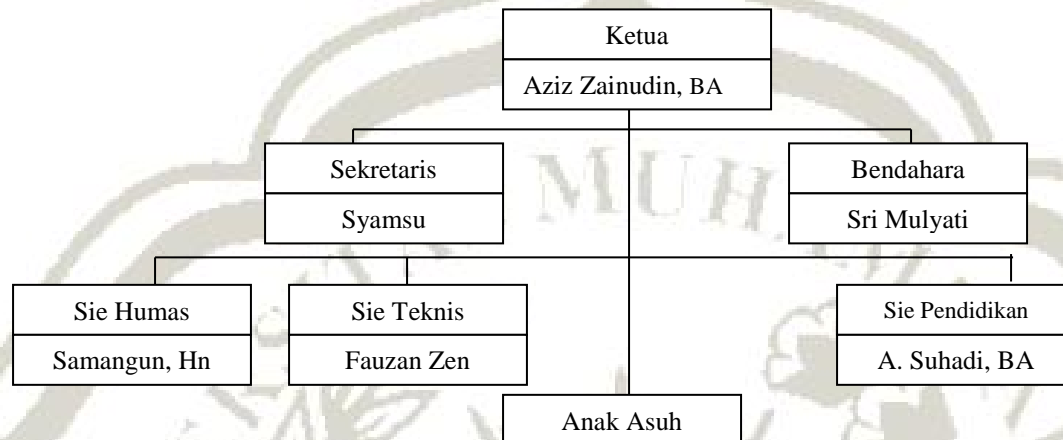 Ketua
Aziz Zainudin, BA
Sekretaris
Syamsu
Bendahara
Sri Mulyati
Sie Humas
Samangun, Hn
Sie Teknis
Fauzan Zen
Sie Pendidikan
A. Suhadi, BA
Anak Asuh